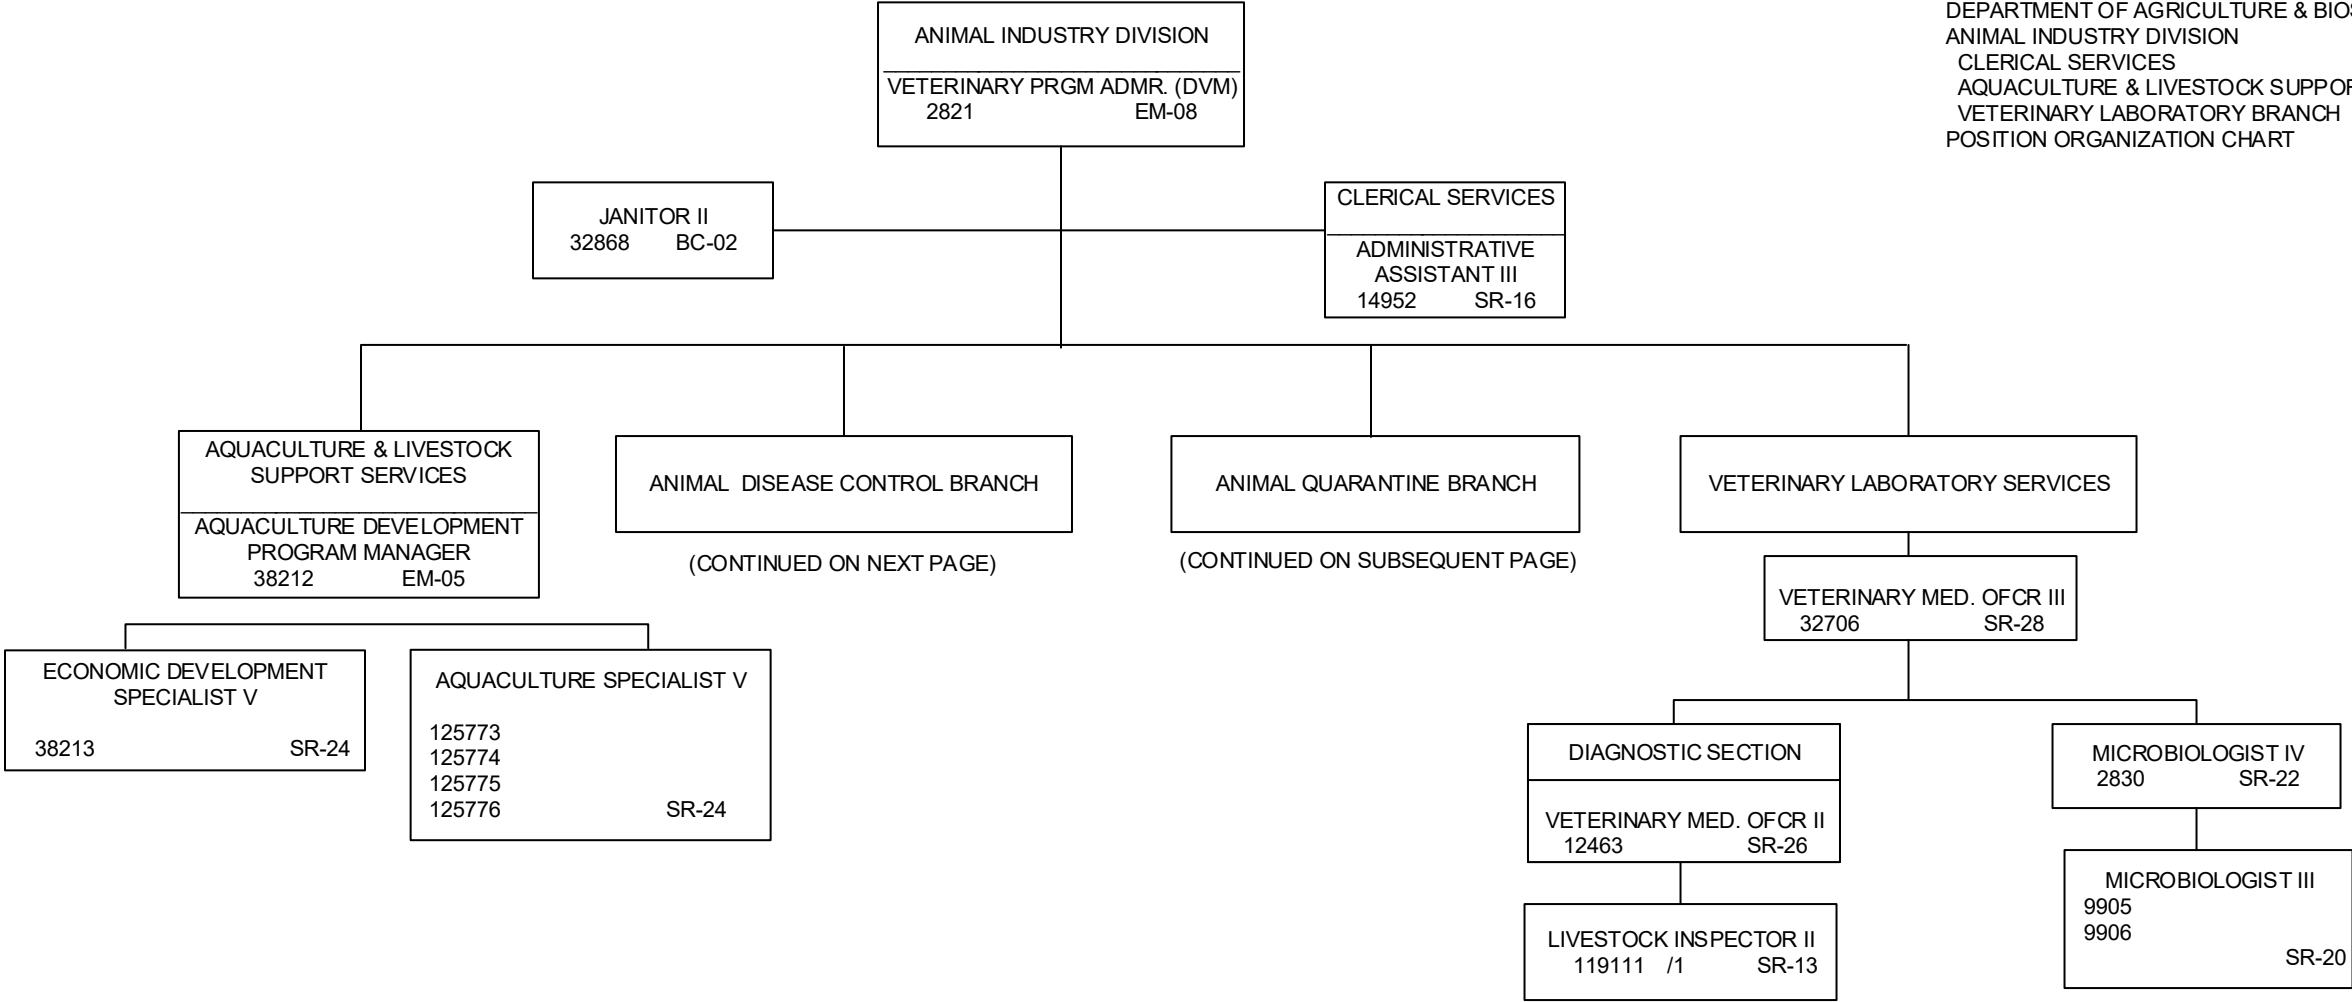 DEPARTMENT OF AGRICULTURE &
ANIMAL INDUSTRY DIVISION
CLERICAL SERVICES
AQUACULTURE & LIVESTOCK
VETERINARY LABORATORY BRANCH
POSITION ORGANIZATION CHART
ANIMAL INDUSTRY DIVISION
VETERINARY PRGM ADMR. (DVM)
2821 EM-08
JANITOR II
32868 BC-02
CLERICAL SERVICES
ADMINISTRATIVE
ASSISTANT III
14952 SR-16
AQUACULTURE & LIVESTOCK
SUPPORT SERVICES
AQUACULTURE DEVELOPMENT
PROGRAM MANAGER
38212 EM-05
ANIMAL DISEASE CONTROL BRANCH
(CONTINUED ON NEXT PAGE)
ANIMAL QUARANTINE BRANCH
(CONTINUED ON SUBSEQUENT PAGE)
VETERINARY LABORATORY SERVICES
VETERINARY MED. OFCR III
32706 SR-28
ECONOMIC DEVELOPMENT
SPECIALIST V
38213 SR-24
AQUACULTURE SPECIALIST V
125773
125774
125775
125776 SR-24
DIAGNOSTIC SECTION
VETERINARY MED. OFCR II
12463 SR-26
LIVESTOCK INSPECTOR II
119111 /1 SR-13
MICROBIOLOGIST IV
2830 SR-22
MICROBIOLOGIST III
9905
9906
SR-20